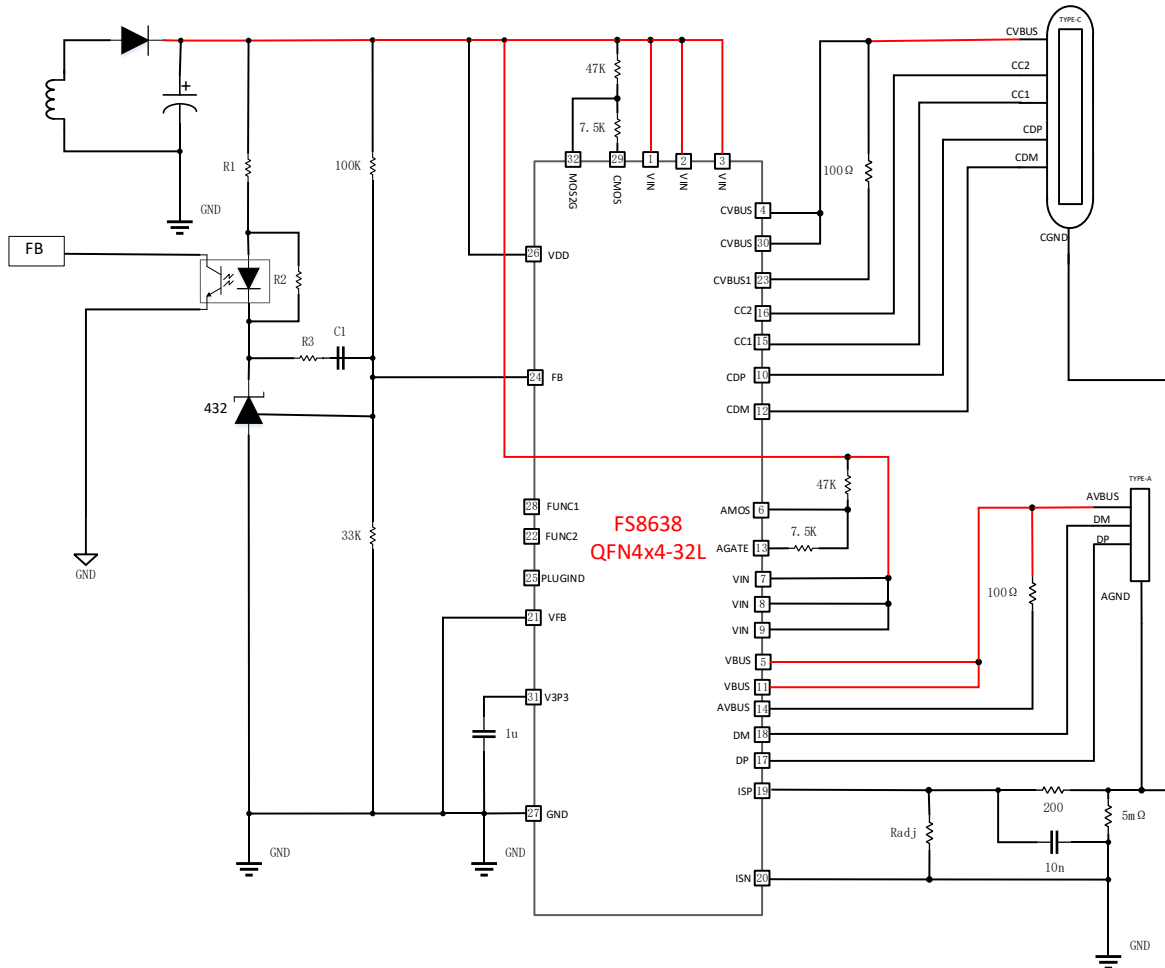 TYPE-C
CVBUS
CC2
CC1
CDP
CDM
CGND
+
GND
R1
100K
47K
7.5K
32
29
1
2
3
MOS2G
CMOS
VIN
VIN
VIN
100Ω
FB
R2
R3
C1
432
GND
33K
26 VDD
24 FB
28 FUNC1
22 FUNC2
25 PLUGIND
21 VFB
31 V3P3
1u
27 GND
GND
GND
FS8638
QFN4x4-32L
CVBUS 4
CVBUS 30
CVBUS1 23
CC2 16
CC1 15
CDP 10
CDM 12
47K
AMOS 6
7.5K
AGATE 13
VIN 7
VIN 8
VIN 9
VBUS 5
VBUS 11
AVBUS 14
DM 18
DP 17
ISP 19
ISN 20
TYPE-A
AVBUS
DM
DP
100Ω
AGND
200
5mΩ
Radj
10n
GND